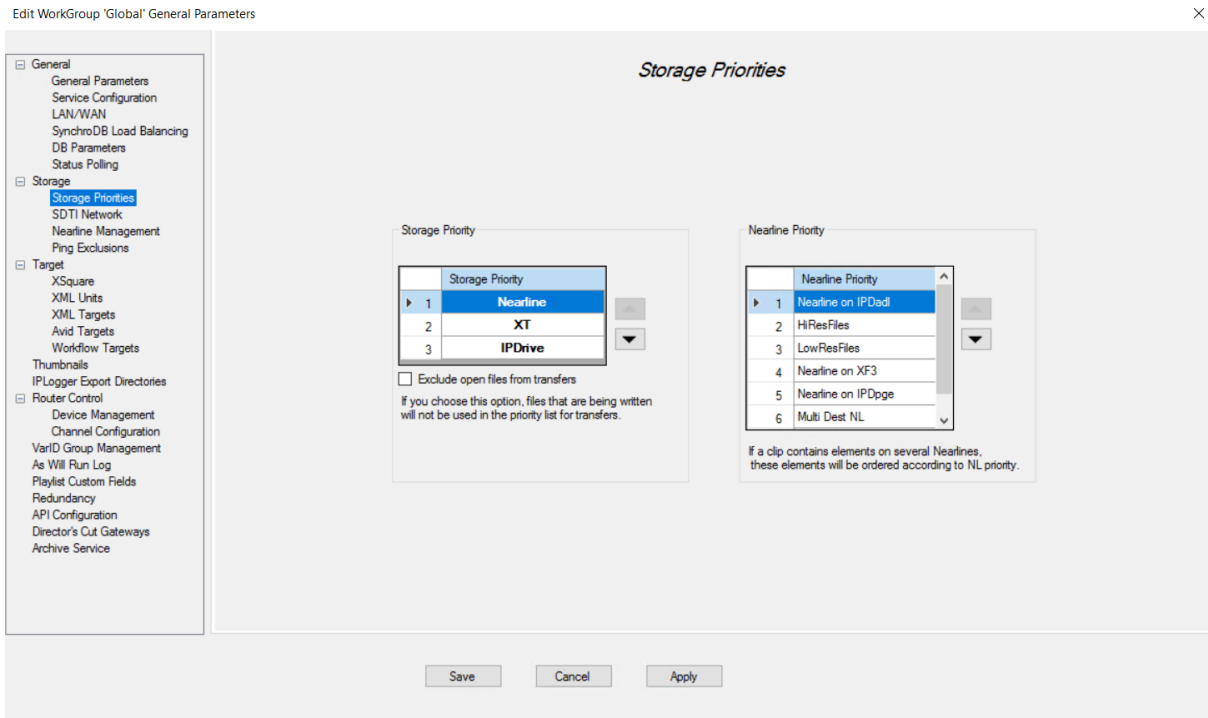 Edit WorkGroup 'Global' General Parameters
General
General Parameters
Service Configuration
LAN/WAN
SynchroDB Load Balancing
DB Parameters
Status Polling
Storage
Storage Priorities
SDTI Network
Nearline Management
Ping Exclusions
Target
XSquare
XML Units
XML Targets
Avid Targets
Workflow Targets
Thumbnails
IPLogger Export Directories
Router Control
Device Management
Channel Configuration
VarID Group Management
As Will Run Log
Playlist Custom Fields
Redundancy
API Configuration
Director's Cut Gateways
Archive Service
Storage Priorities
Storage Priority
Storage Priority
1 Nearline
2 XT
3 IPDrive
Exclude open files from transfers
If you choose this option, files that are being written
will not be used in the priority list for transfers.
Nearline Priority
Nearline Priority
1 Nearline on IPDadl
2 HiResFiles
3 LowResFiles
4 Nearline on XF3
5 Nearline on IPDpge
6 Multi Dest NL
If a clip contains elements on several Nearlines,
these elements will be ordered according to NL priority.
Save Cancel Apply